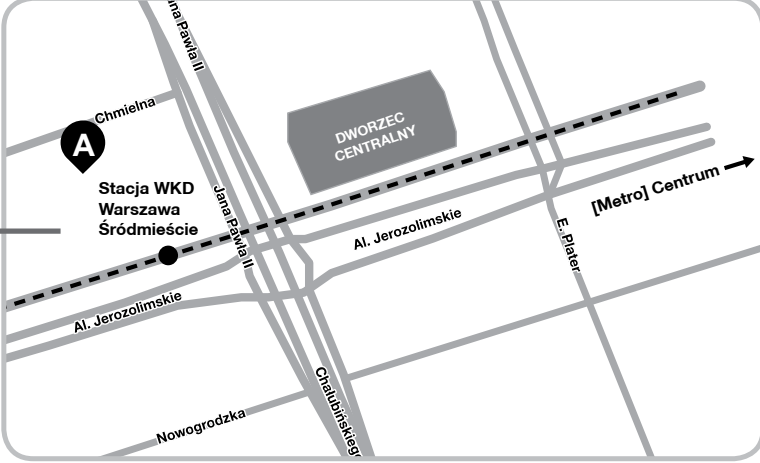 Jana Pawła II
Chmielna
A
DWORZEC
CENTRALNY
Stacja WKD
Warszawa
Śródmieście
Jana Pawła II
Al. Jerozolimskie
[Metro] Centrum
E. Plater
Al. Jerozolimskie
Chałubińskieg
Nowogrodzka